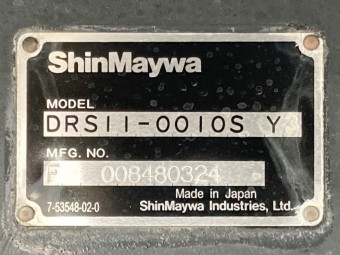 ShinMaywa
MODEL
DRS11-0010S Y
MFG. NO.
F 008480324
Made in Japan
7-53548-02-0 ShinMaywa Industries, Ltd.